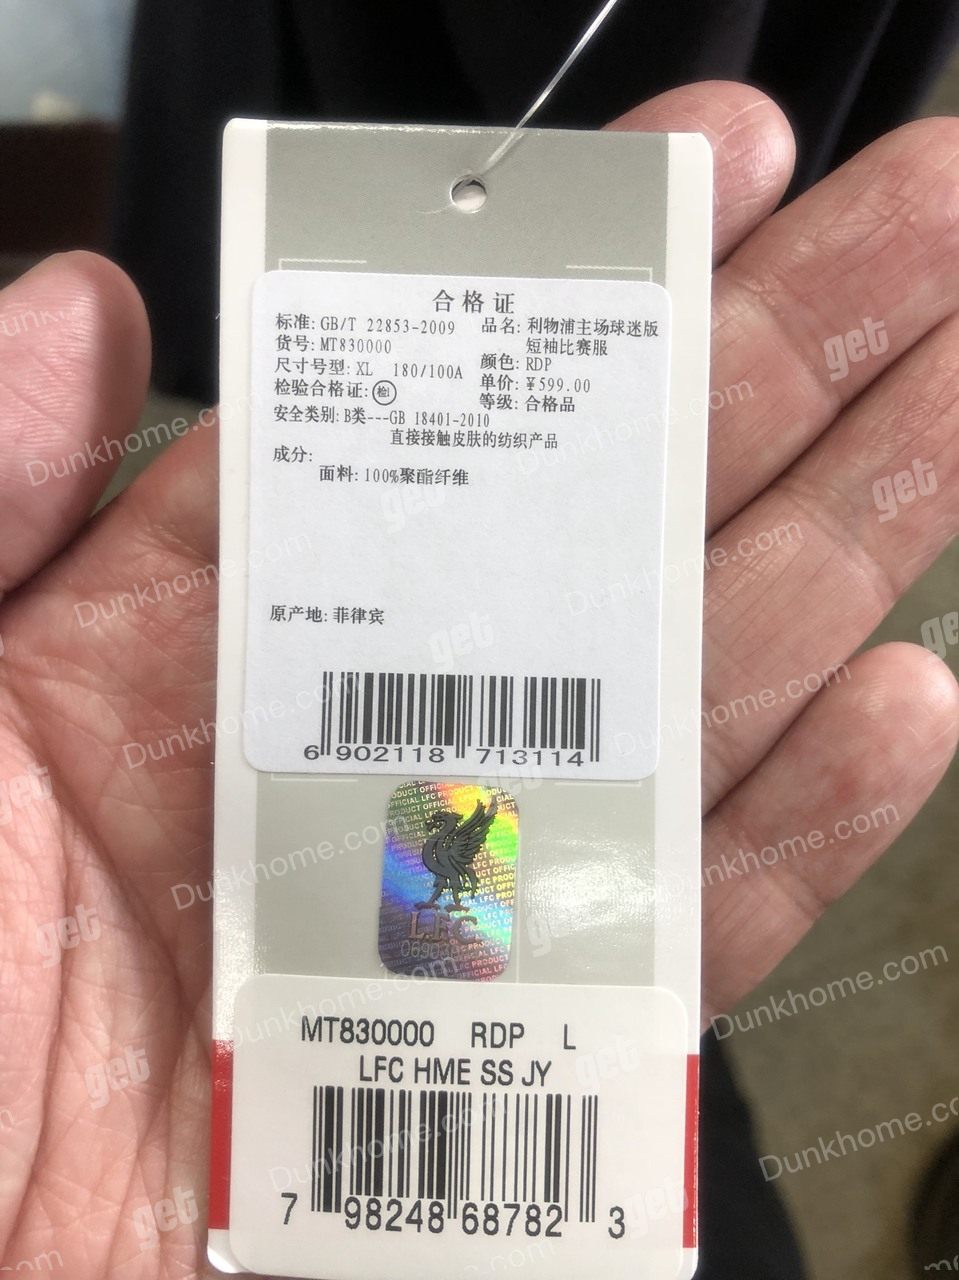 合格证
标准: GB/T 22853-2009 品名: 利物浦主场球迷版
货号: MT830000 短袖比赛服
尺寸号型: XL 180/100A 颜色: RDP
检验合格证: 检 单价: ¥599.00
等级: 合格品
安全类别: B类---GB 18401-2010
直接接触皮肤的纺织产品
成分:
面料: 100%聚酯纤维
原产地: 菲律宾
6 902118 713114
OFFICIAL LFC PRODUCT
L.F.C
MT830000 RDP L
LFC HME SS JY
7 98248 68782 3
Dunkhome.com
get